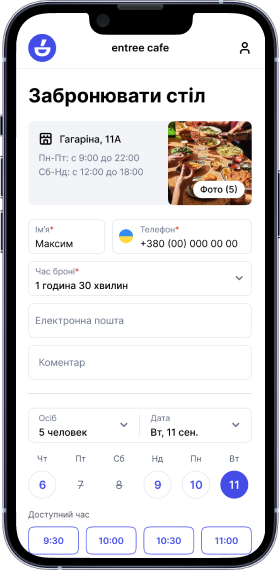 entree cafe
Забронювати стіл
Гагаріна, 11А
Пн-Пт: с 9:00 до 22:00
Сб-Нд: с 12:00 до 18:00
Фото (5)
Ім'я*
Максим
Телефон*
+380 (00) 000 00 00
Час броні*
1 година 30 хвилин
Електронна пошта
Коментар
Осіб
5 человек
Дата
Вт, 11 сен.
Чт Пт Сб Нд Пн Вт
6 7 8 9 10 11
Доступний час
9:30 10:00 10:30 11:00